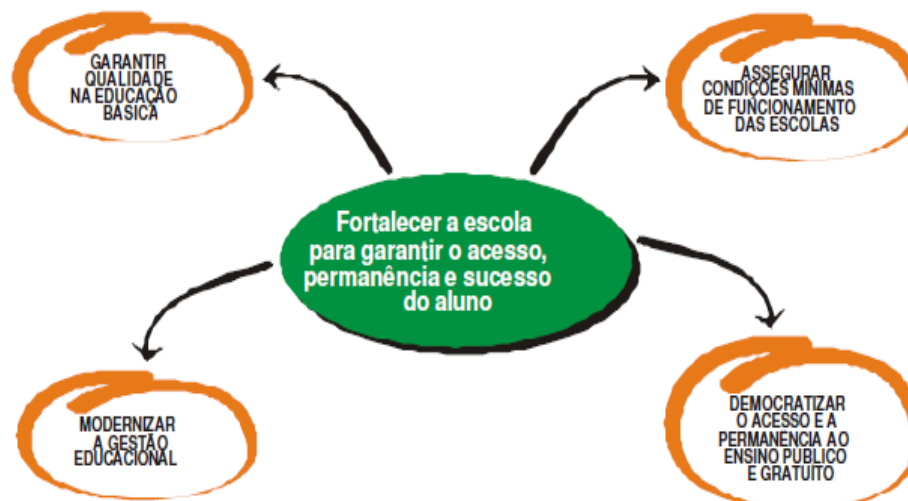 GARANTIR
QUALIDADE
NA EDUCAÇÃO
BÁSICA
ASSEGURAR
CONDIÇÕES MÍNIMAS
DE FUNCIONAMENTO
DAS ESCOLAS
Fortalecer a escola
para garantir o acesso,
permanência e sucesso
do aluno
MODERNIZAR
A GESTÃO
EDUCACIONAL
DEMOCRATIZAR
O ACESSO E A
PERMANÊNCIA AO
ENSINO PÚBLICO
E GRATUITO